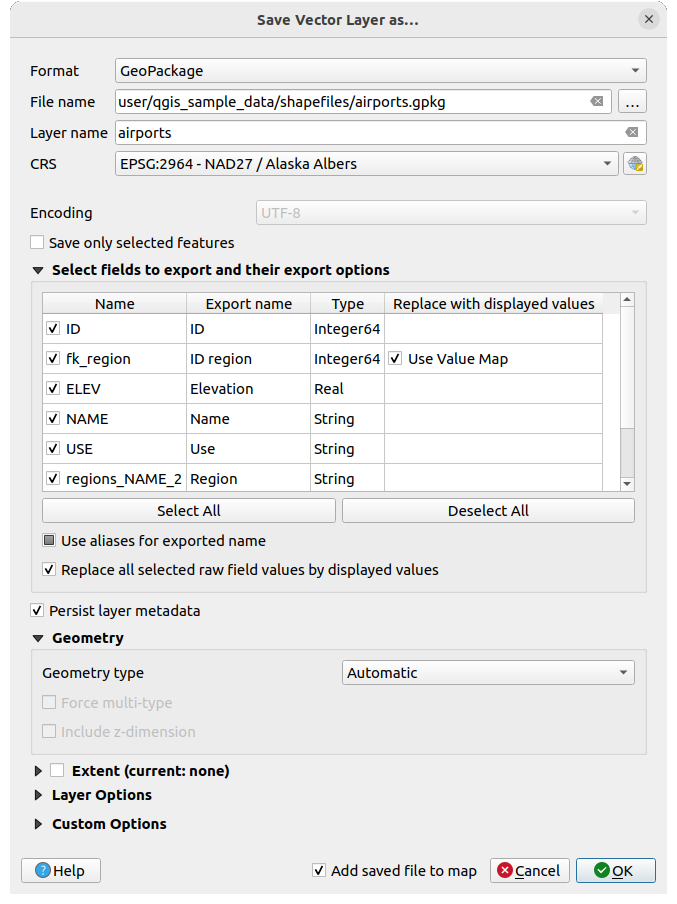 Save Vector Layer as…
Format GeoPackage
File name user/qgis_sample_data/shapefiles/airports.gpkg …
Layer name airports
CRS EPSG:2964 - NAD27 / Alaska Albers
Encoding UTF-8
Save only selected features
Select fields to export and their export options
Name Export name Type Replace with displayed values
ID ID Integer64
fk_region ID region Integer64 Use Value Map
ELEV Elevation Real
NAME Name String
USE Use String
regions_NAME_2 Region String
Select All Deselect All
Use aliases for exported name
Replace all selected raw field values by displayed values
Persist layer metadata
Geometry
Geometry type Automatic
Force multi-type
Include z-dimension
Extent (current: none)
Layer Options
Custom Options
Help Add saved file to map Cancel OK